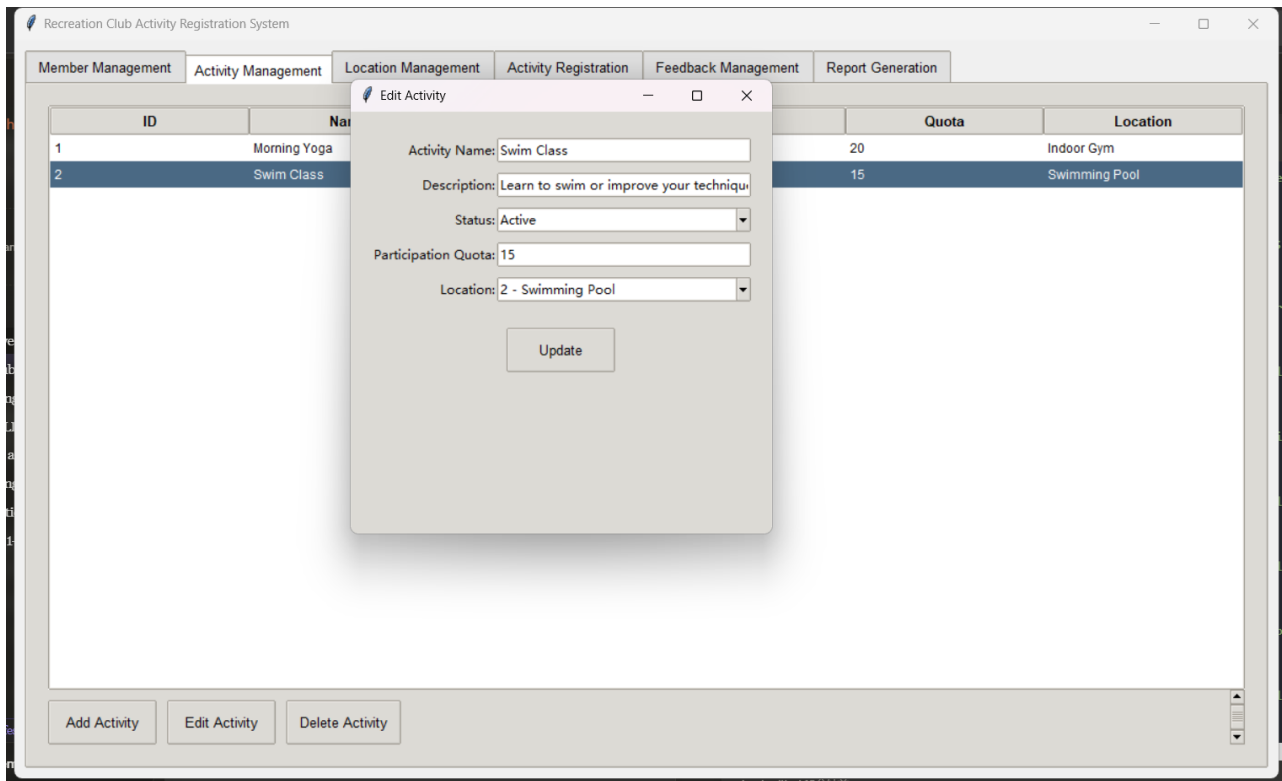 Recreation Club Activity Registration System
Member Management Activity Management Location Management Activity Registration Feedback Management Report Generation
Edit Activity
ID Quota Location
1 Morning Yoga 20 Indoor Gym
2 Swim Class 15 Swimming Pool
Activity Name: Swim Class
Description: Learn to swim or improve your
Status: Active
Participation Quota: 15
Location: 2 - Swimming Pool
Update
Add Activity Edit Activity Delete Activity